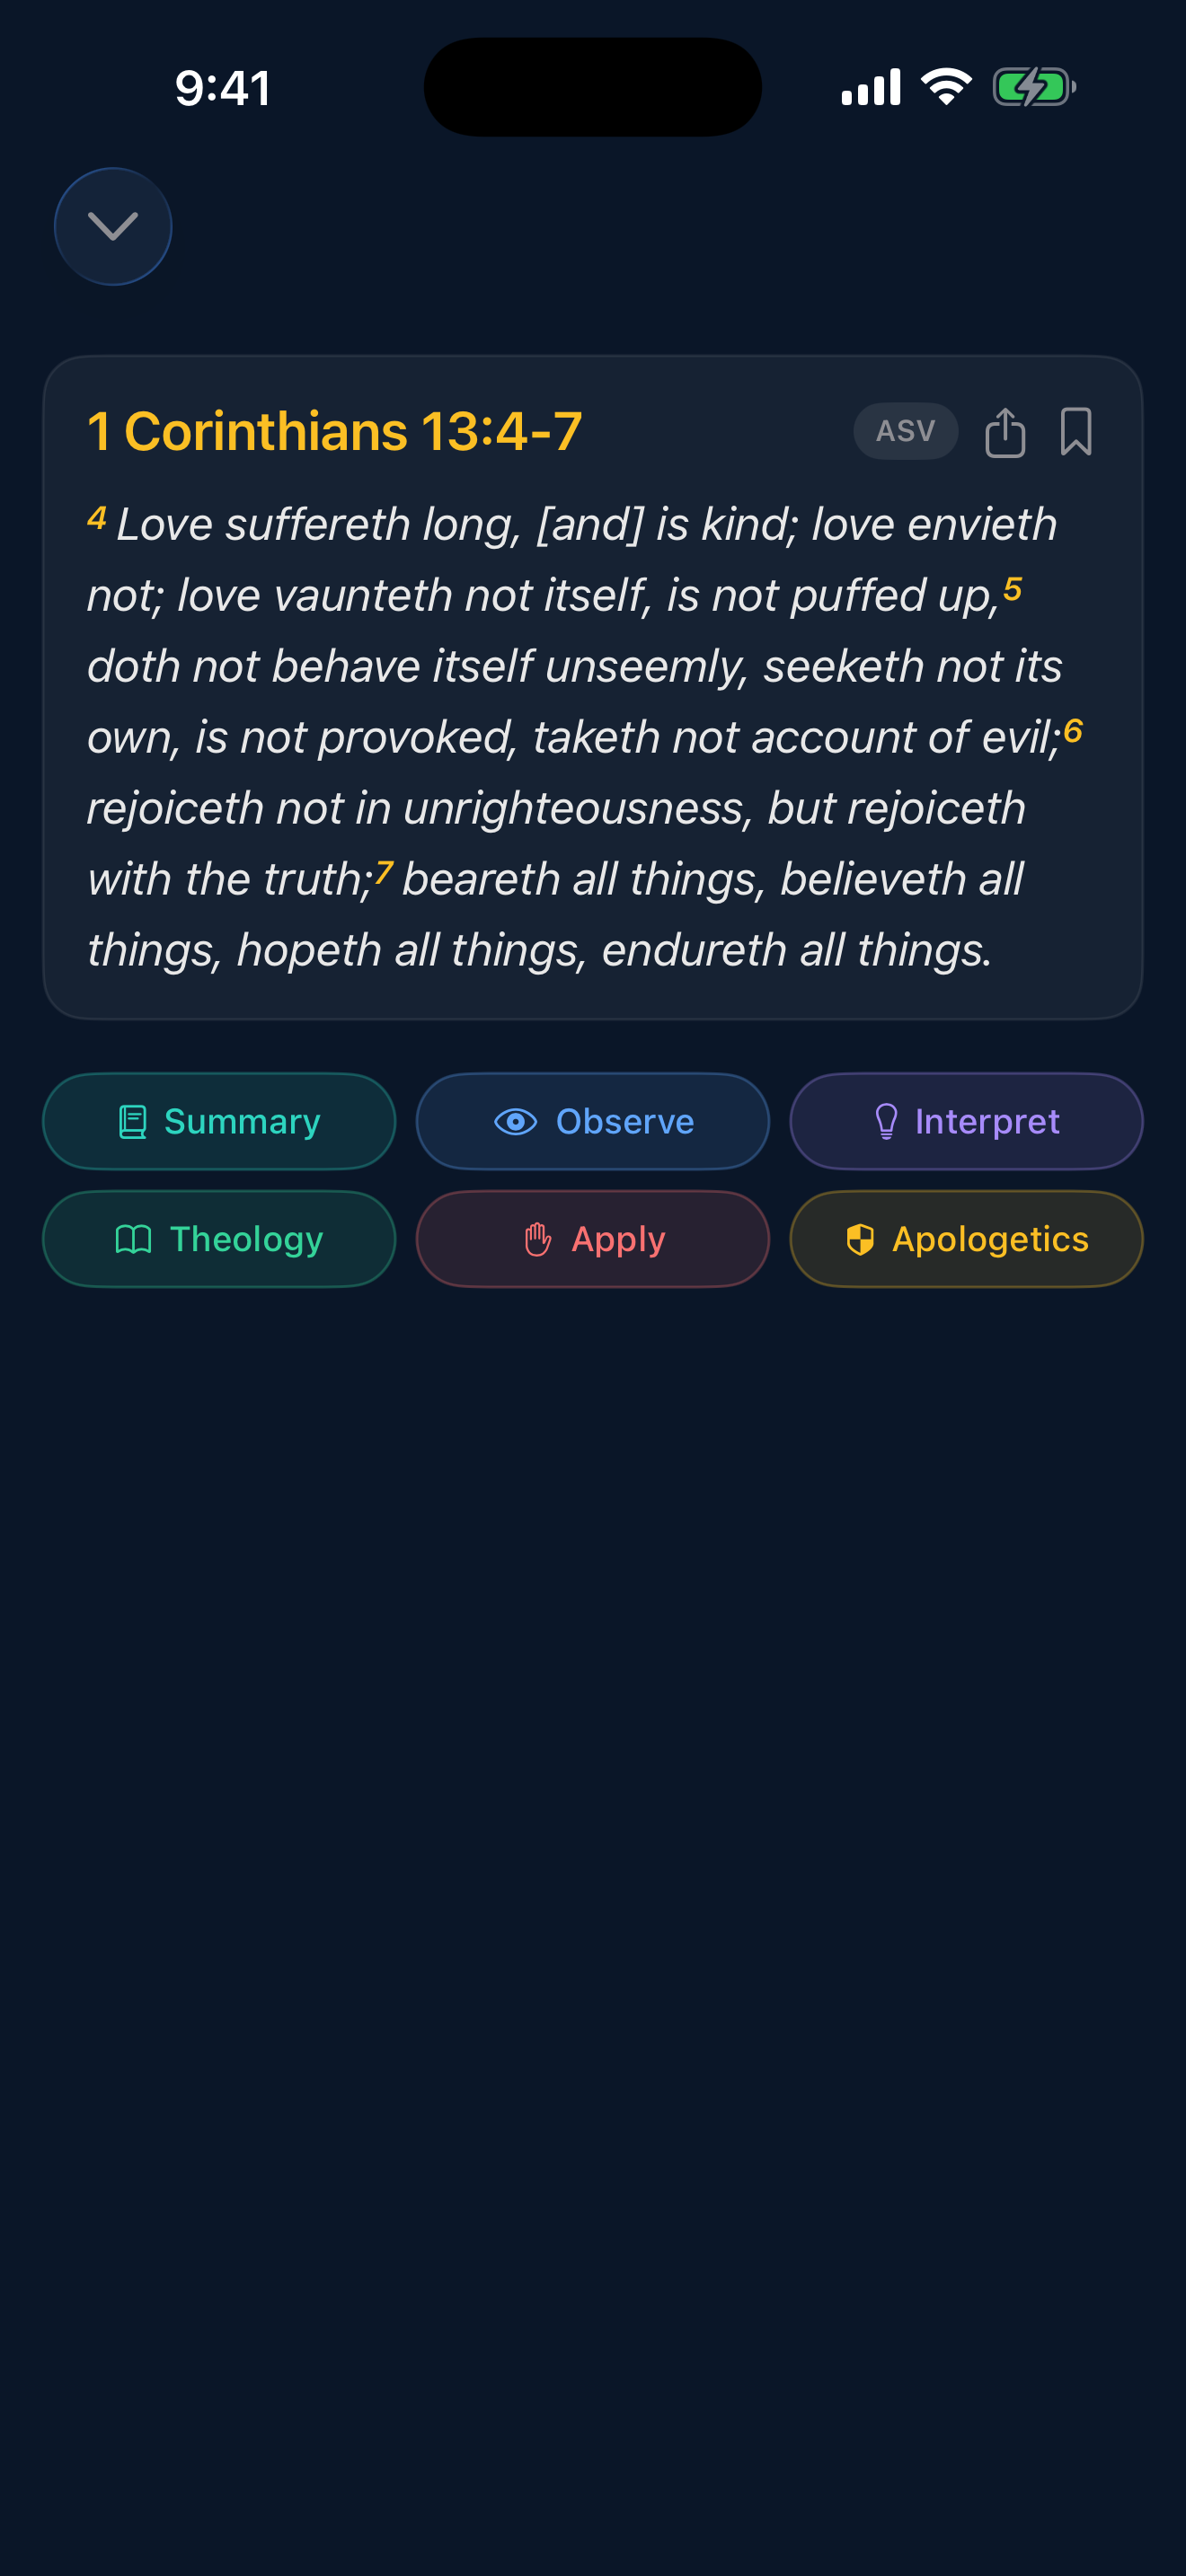 9:41
1 Corinthians 13:4-7 ASV
4 Love suffereth long, [and] is kind; love envieth
not; love vaunteth not itself, is not puffed up,5
doth not behave itself unseemly, seeketh not its
own, is not provoked, taketh not account of evil;6
rejoiceth not in unrighteousness, but rejoiceth
with the truth;7 beareth all things, believeth all
things, hopeth all things, endureth all things.
Summary Observe Interpret
Theology Apply Apologetics